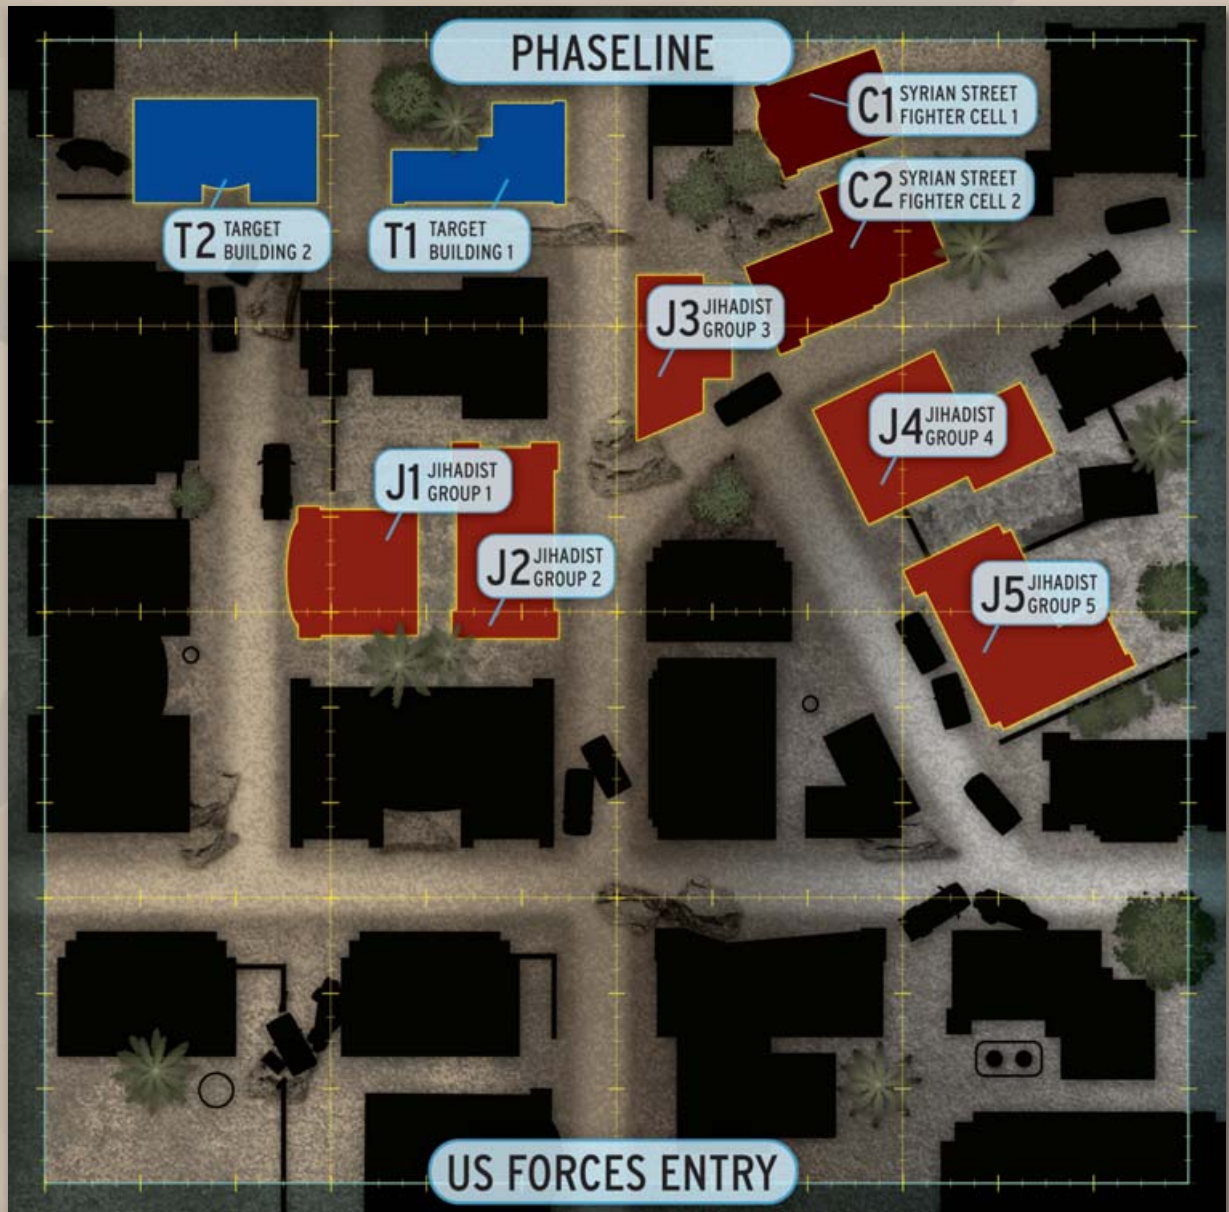 PHASELINE
C1 SYRIAN STREET
FIGHTER CELL 1
C2 SYRIAN STREET
FIGHTER CELL 2
T2 TARGET
BUILDING 2
T1 TARGET
BUILDING 1
J3 JIHADIST
GROUP 3
J4 JIHADIST
GROUP 4
J1 JIHADIST
GROUP 1
J2 JIHADIST
GROUP 2
J5 JIHADIST
GROUP 5
US FORCES ENTRY